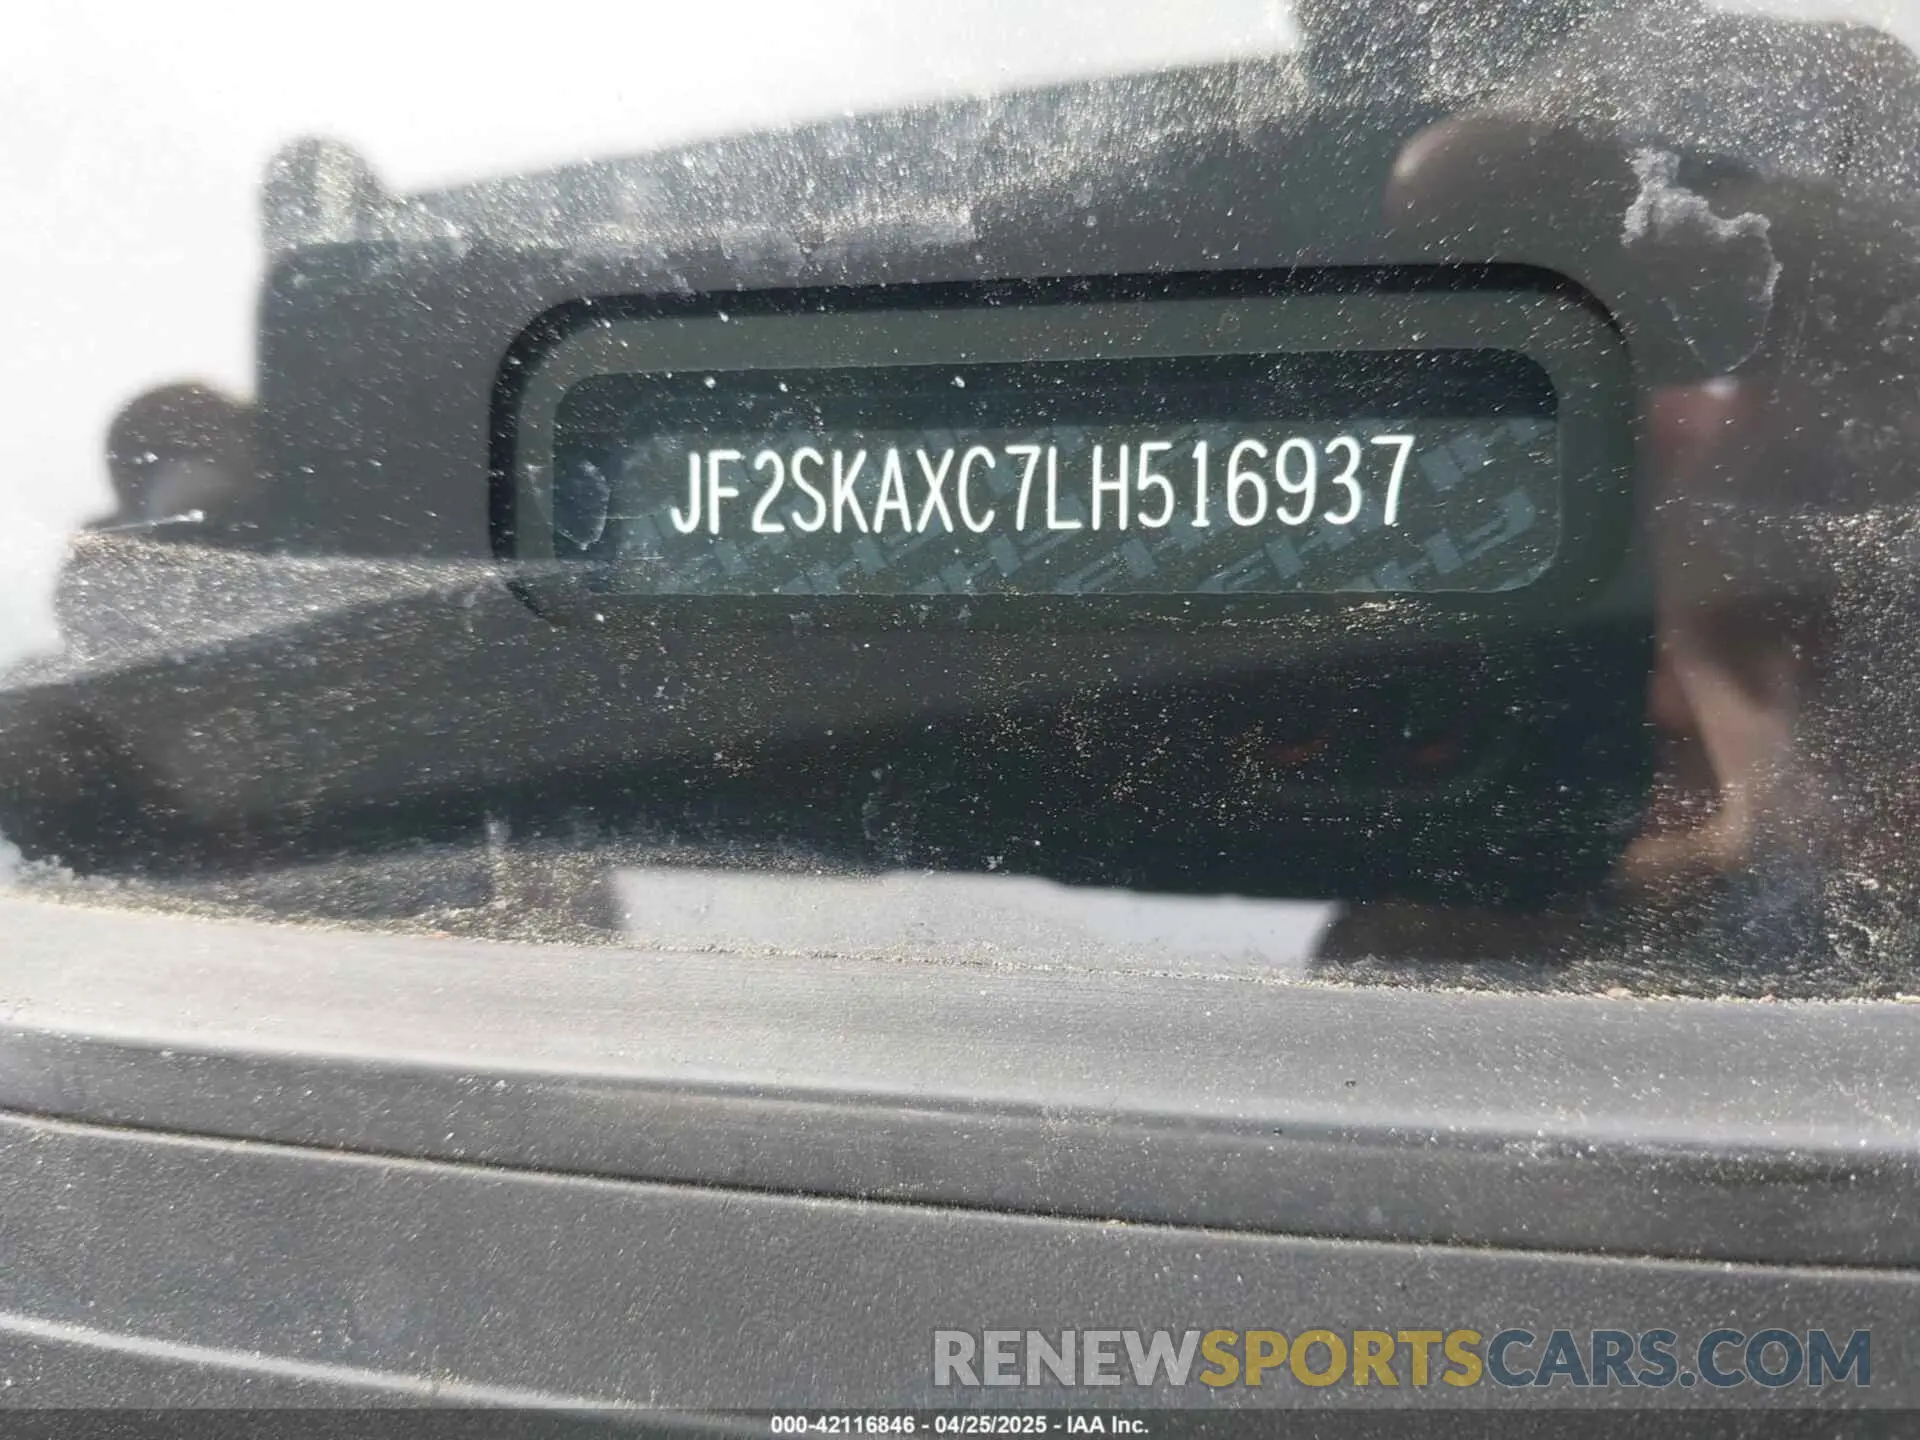 JF2SKAXC7LH516937
RENEWSPORTSCARS.COM
000-42116846 - 04/25/2025 - IAA Inc.